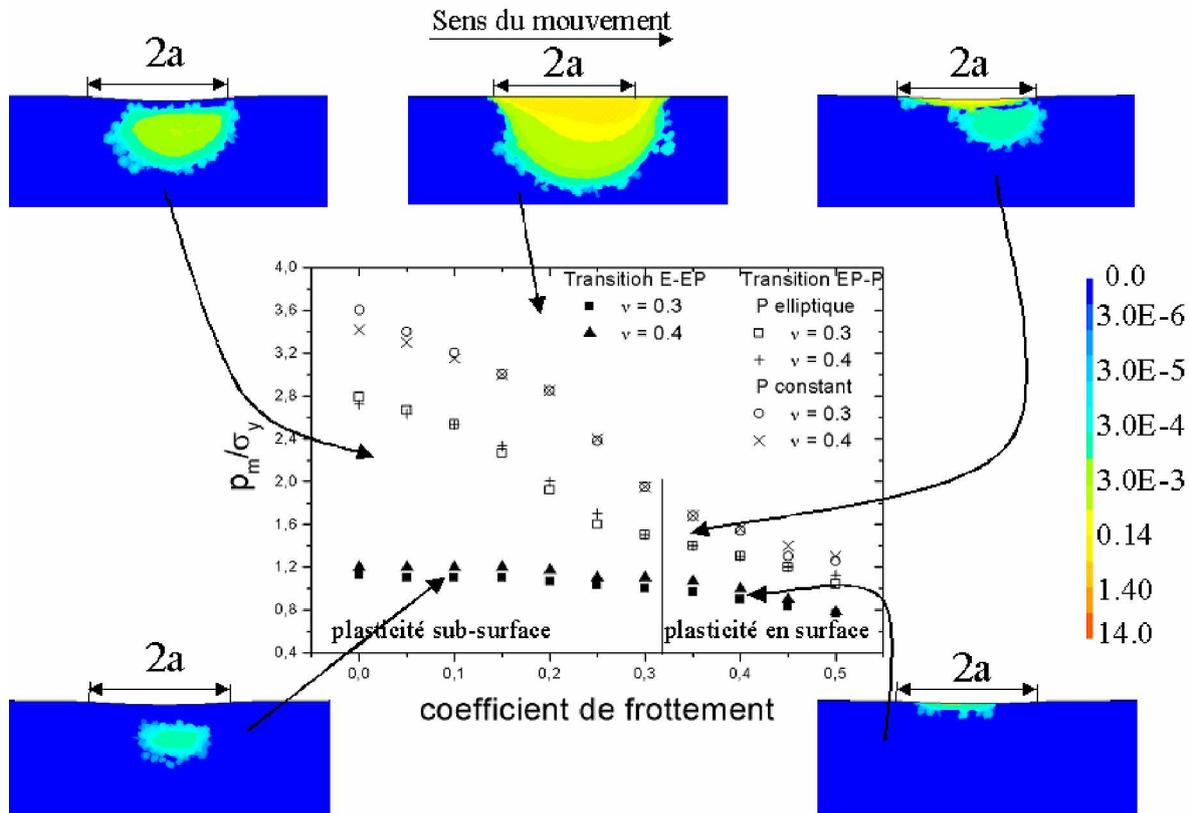 Sens du mouvement
2a
2a
2a
4,0
3,6
3,2
2,8
2,4
2,0
1,6
1,2
0,8
0,4
p_m/σ_y
Transition E-EP
■ ν = 0.3
▲ ν = 0.4
Transition EP-P
P elliptique
□ ν = 0.3
+ ν = 0.4
P constant
○ ν = 0.3
× ν = 0.4
plasticité sub-surface
plasticité en surface
0,0 0,1 0,2 0,3 0,4 0,5
coefficient de frottement
0.0
3.0E-6
3.0E-5
3.0E-4
3.0E-3
0.14
1.40
14.0
2a
2a